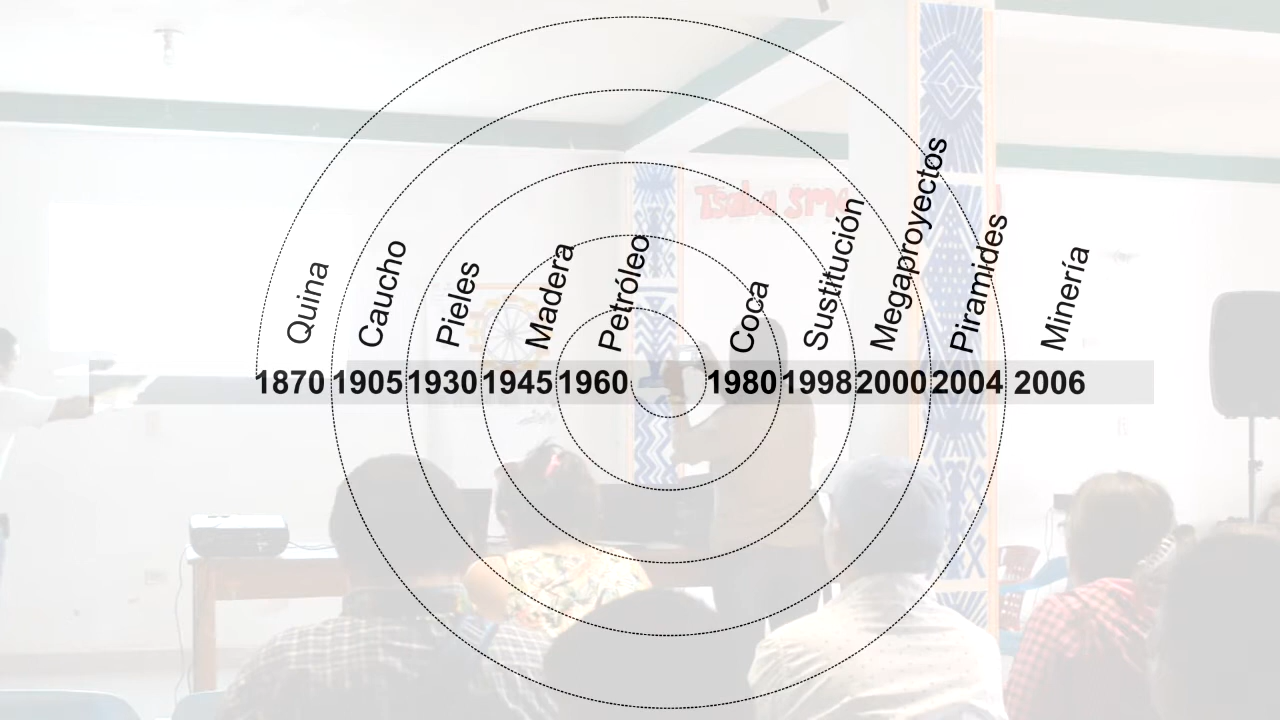 Quina
Caucho
Pieles
Madera
Petróleo
Coca
Sustitución
Megaproyectos
Piramides
Minería
1870 1905 1930 1945 1960 1980 1998 2000 2004 2006